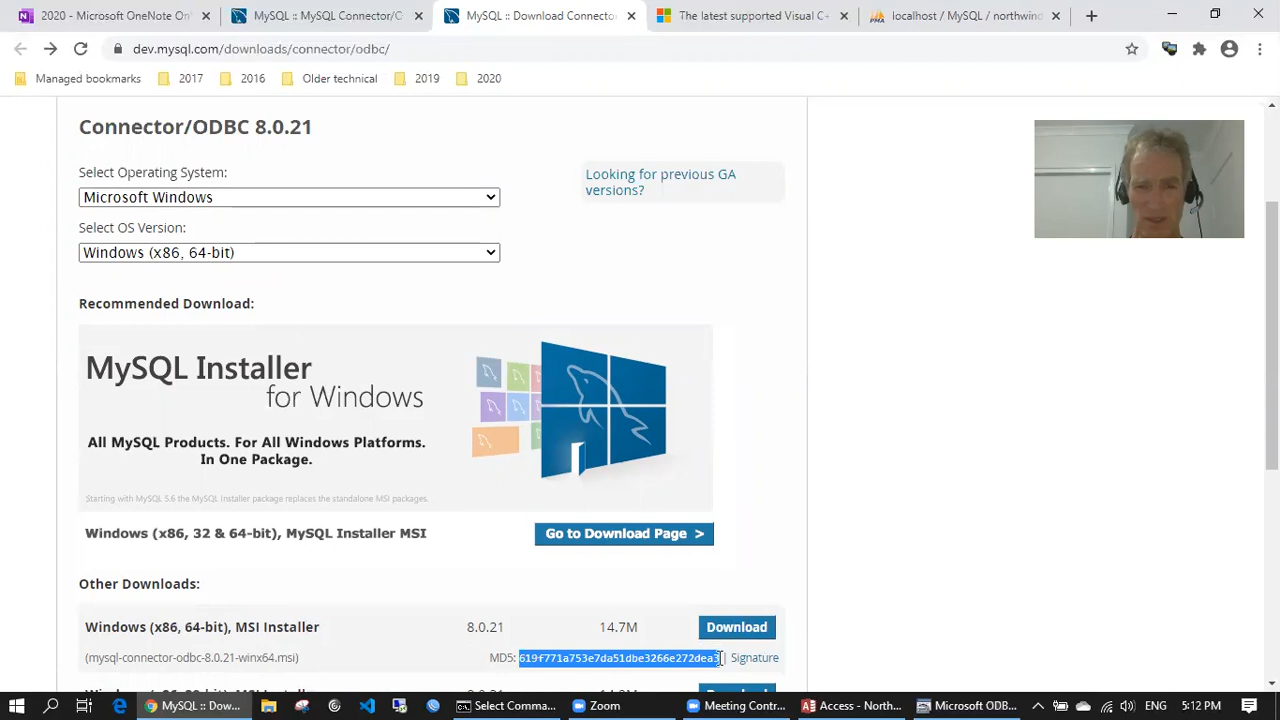 2020 - Microsoft OneNote On
MySQL :: MySQL Connector/O
MySQL :: Download Connecto
The latest supported Visual C+
localhost / MySQL / northwin
dev.mysql.com/downloads/connector/odbc/
Managed bookmarks
2017
2016
Older technical
2019
2020
Connector/ODBC 8.0.21
Select Operating System:
Looking for previous GA
versions?
Microsoft Windows
Select OS Version:
Windows (x86, 64-bit)
Recommended Download:
MySQL Installer
for Windows
All MySQL Products. For All Windows Platforms.
In One Package.
Starting with MySQL 5.6 the MySQL Installer package replaces the standalone MSI packages.
Windows (x86, 32 & 64-bit), MySQL Installer MSI
Go to Download Page >
Other Downloads:
Windows (x86, 64-bit), MSI Installer
8.0.21
14.7M
Download
(mysql-connector-odbc-8.0.21-winx64.msi)
MD5: 619f771a753e7da51dbe3266e272dea3 | Signature
MySQL :: Dow...
Select Comma...
Zoom
Meeting Contr...
Access - North...
Microsoft ODB...
ENG
5:12 PM